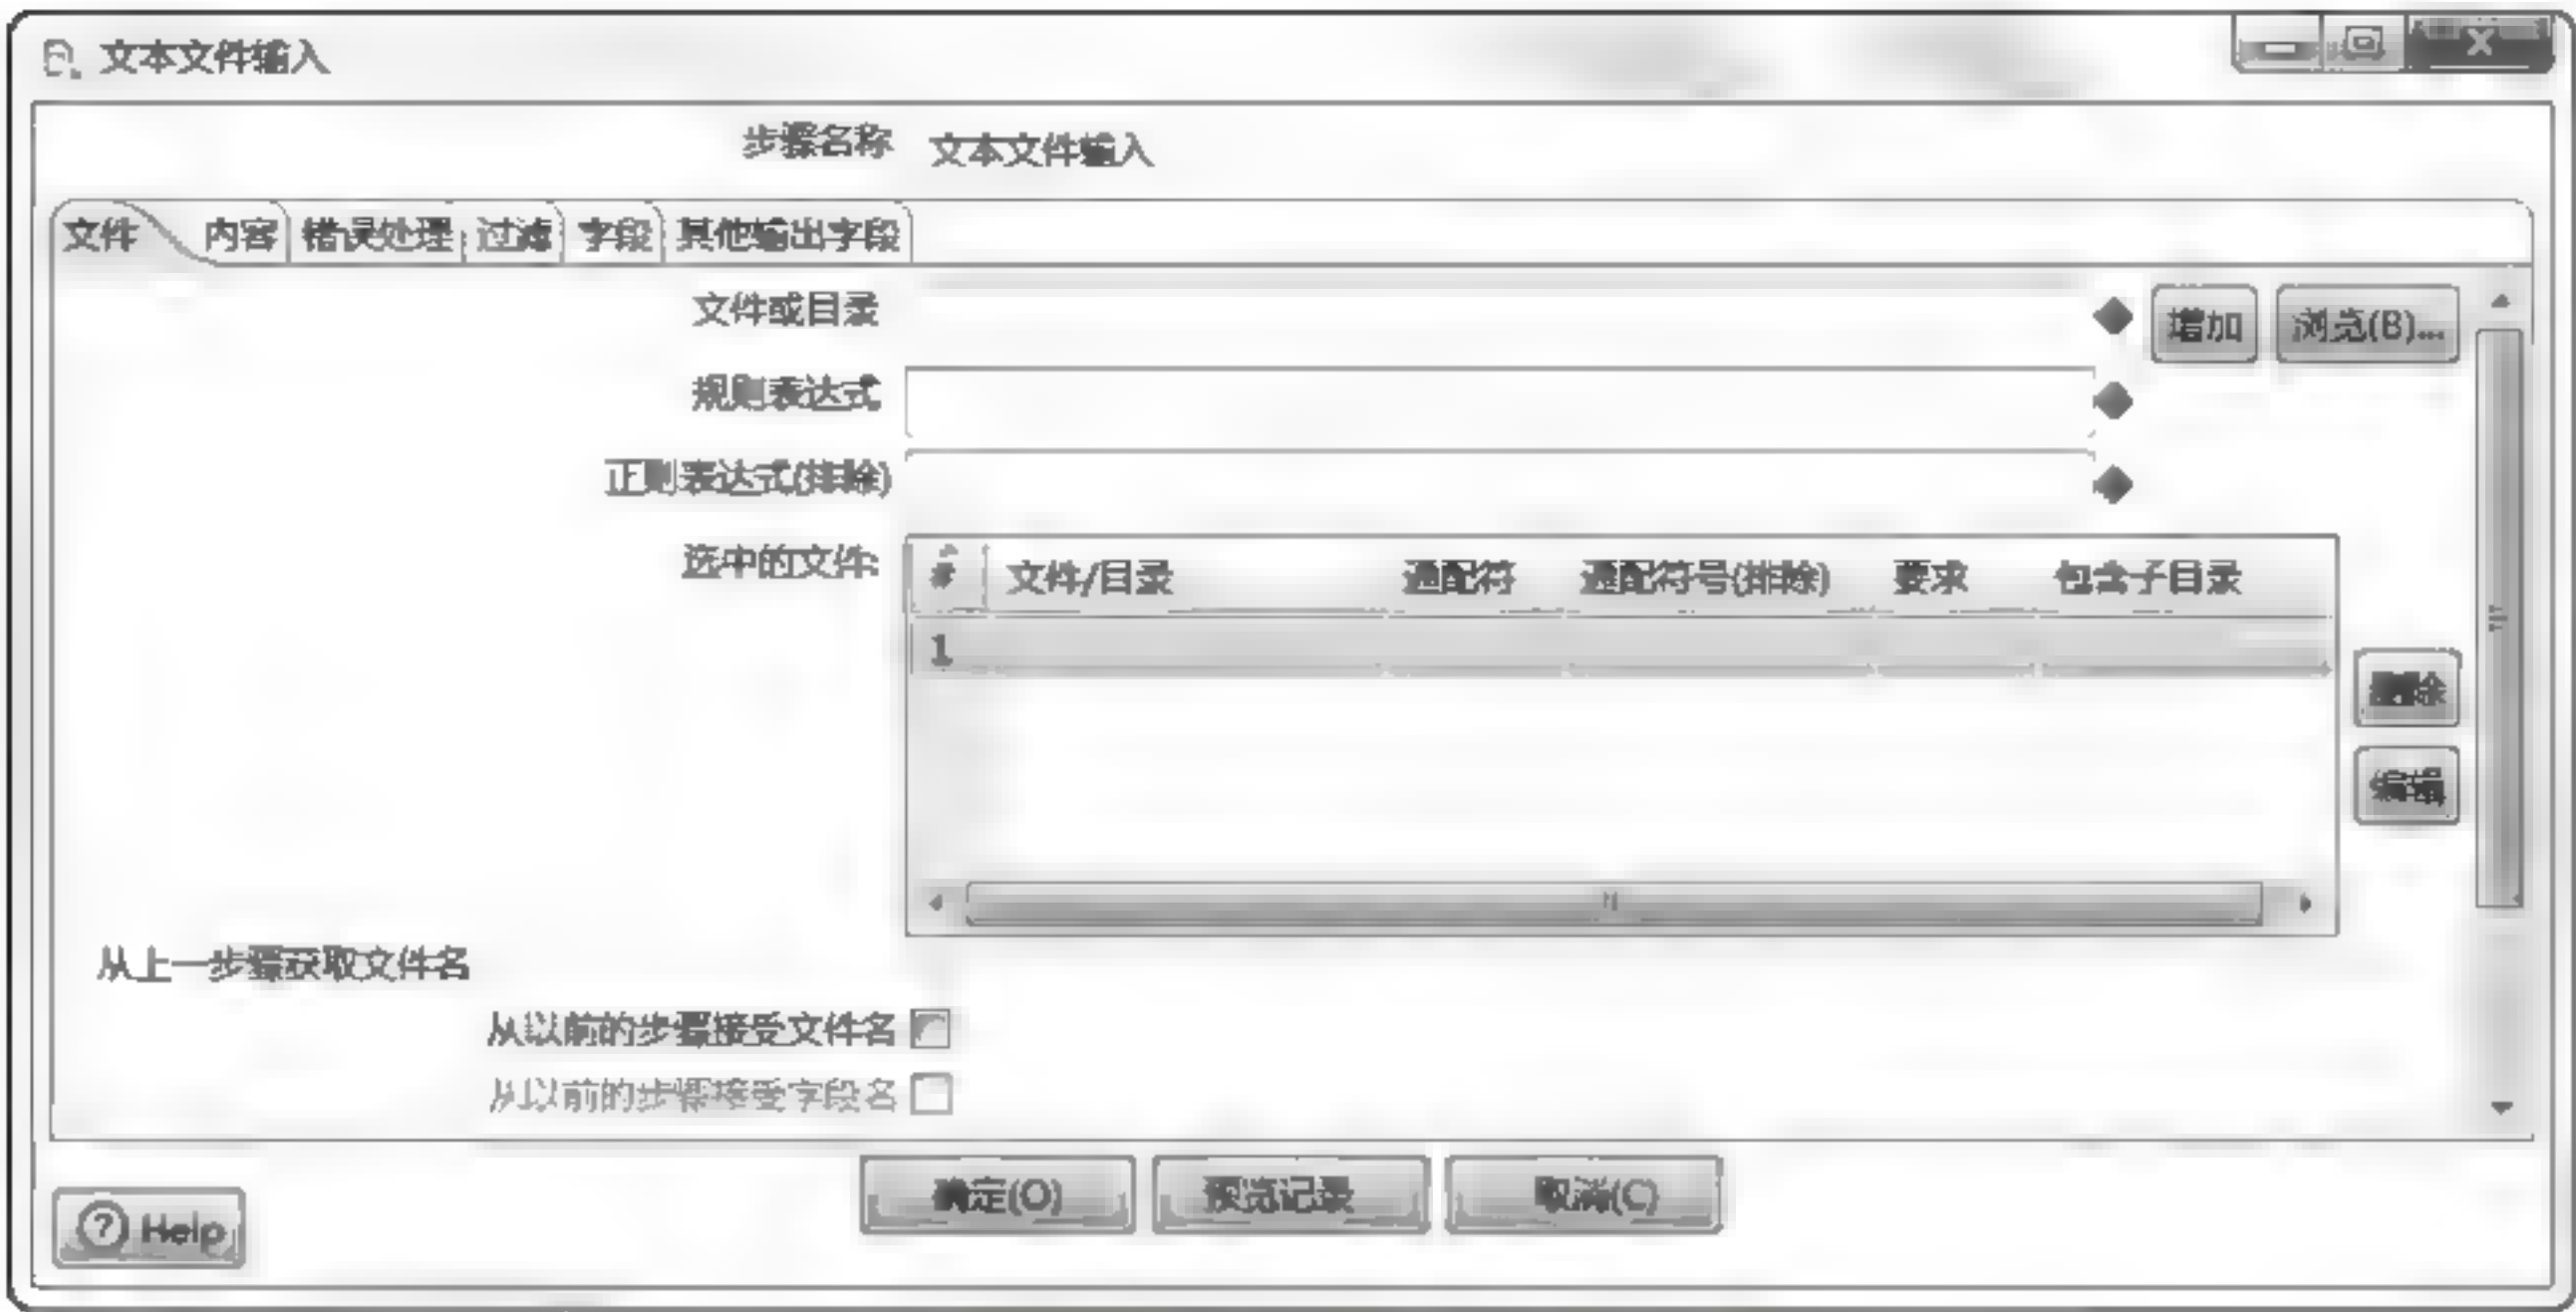 文本文件输入
步骤名称 文本文件输入
文件 内容 错误处理 过滤 字段 其他输出字段
文件或目录 增加 浏览(B)...
规则表达式
正则表达式(排除)
选中的文件: # 文件/目录 通配符 通配符号(排除) 要求 包含子目录
1
删除
编辑
从上一步骤获取文件名
从以前的步骤接受文件名
从以前的步骤接受字段名
确定(O) 预览记录 取消(C)
Help